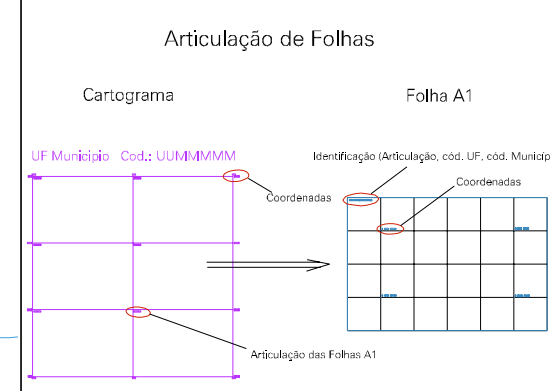 Articulação de Folhas
Cartograma
Folha A1
UF Municipio Cod.: UUMMMMM
Identificação (Articulação, cód. UF, cód. Municíp
Coordenadas
Coordenadas
Articulação das Folhas A1